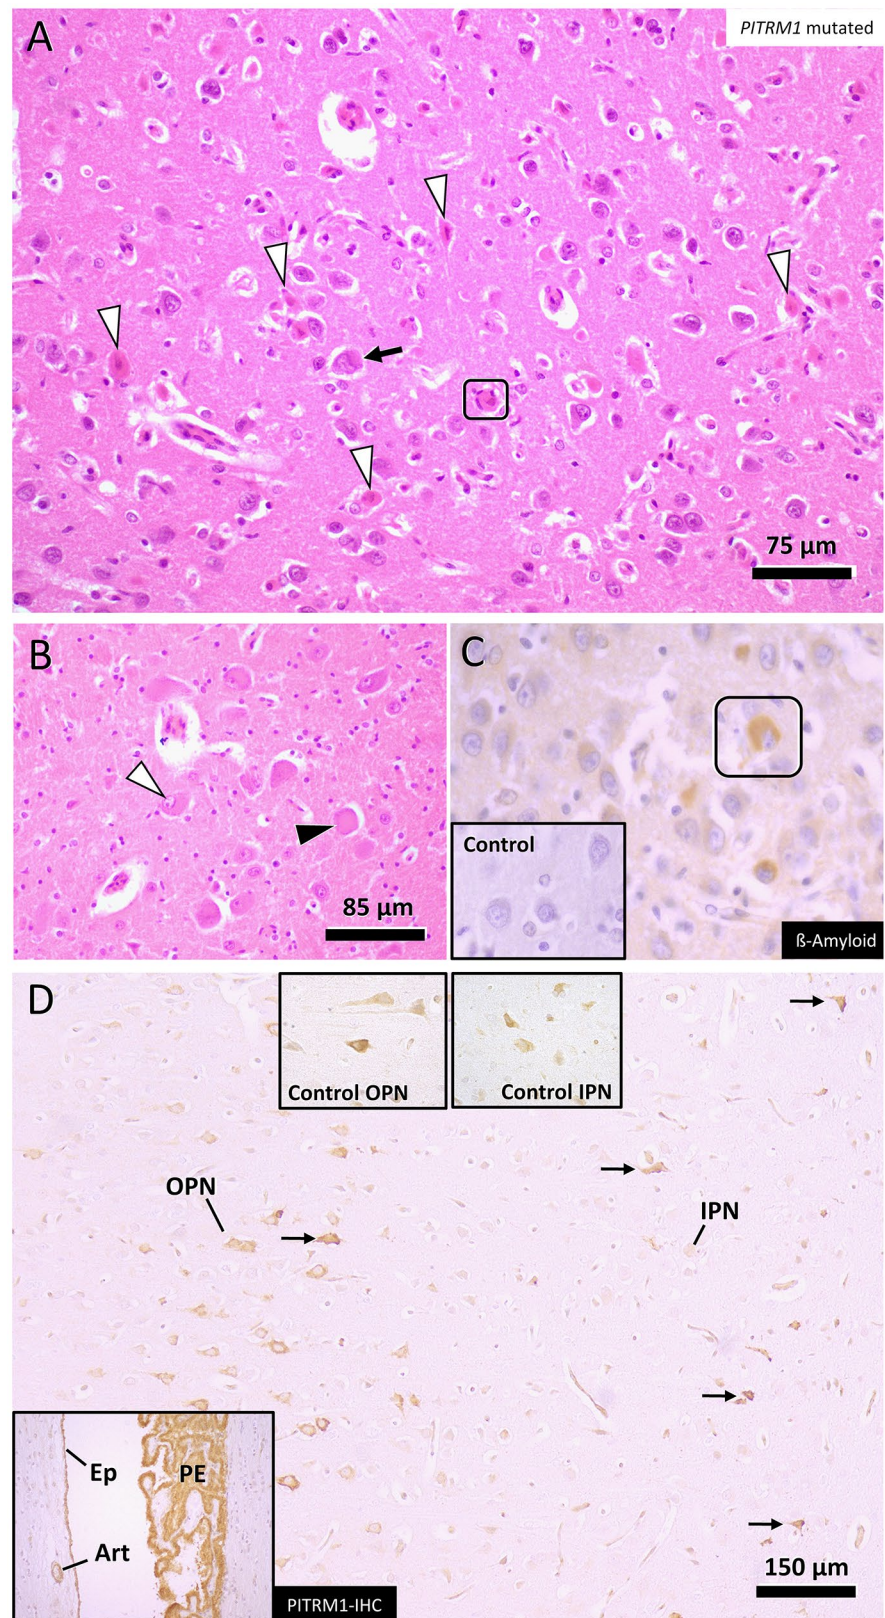 A
PITRM1 mutated
75 µm
B
85 µm
C
Control
ß-Amyloid
D
Control OPN
Control IPN
OPN
IPN
Ep
PE
Art
150 µm
PITRM1-IHC